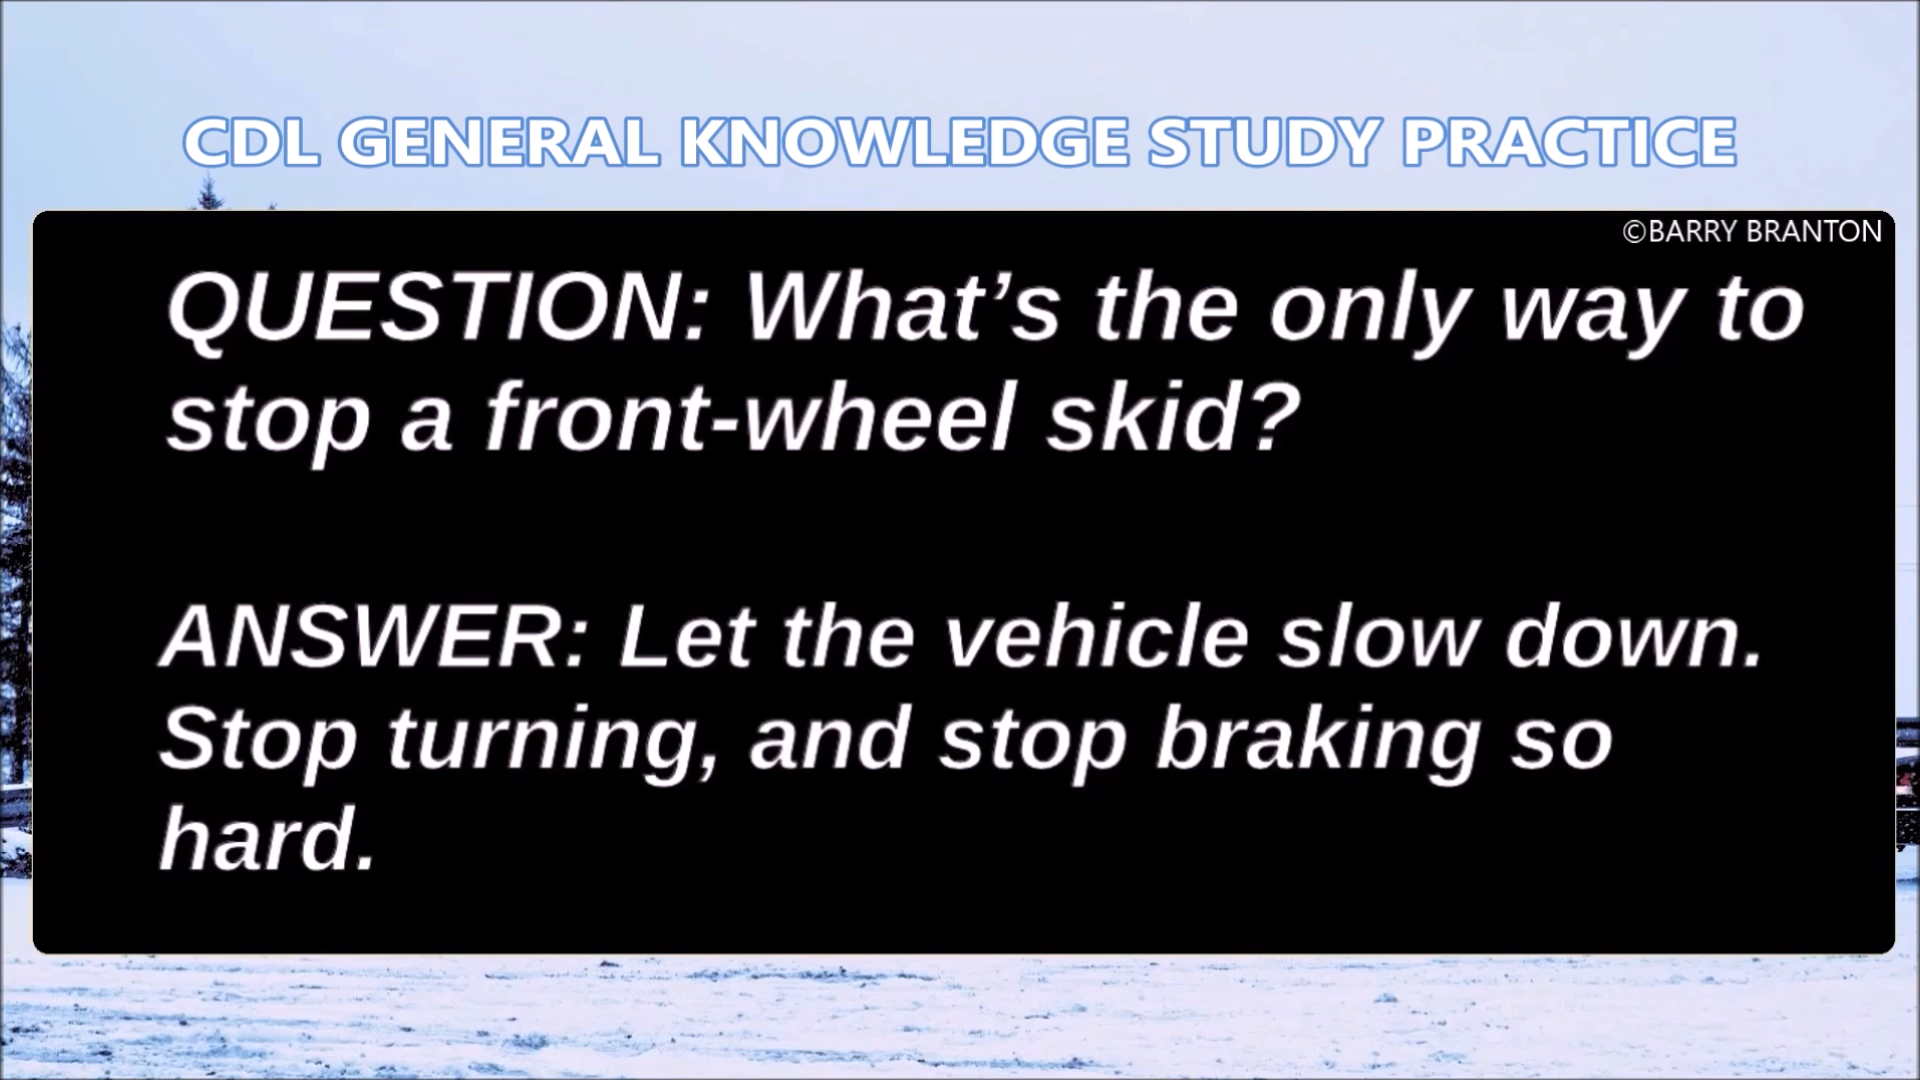 CDL GENERAL KNOWLEDGE STUDY PRACTICE
©BARRY BRANTON
QUESTION: What’s the only way to
stop a front-wheel skid?
ANSWER: Let the vehicle slow down.
Stop turning, and stop braking so
hard.